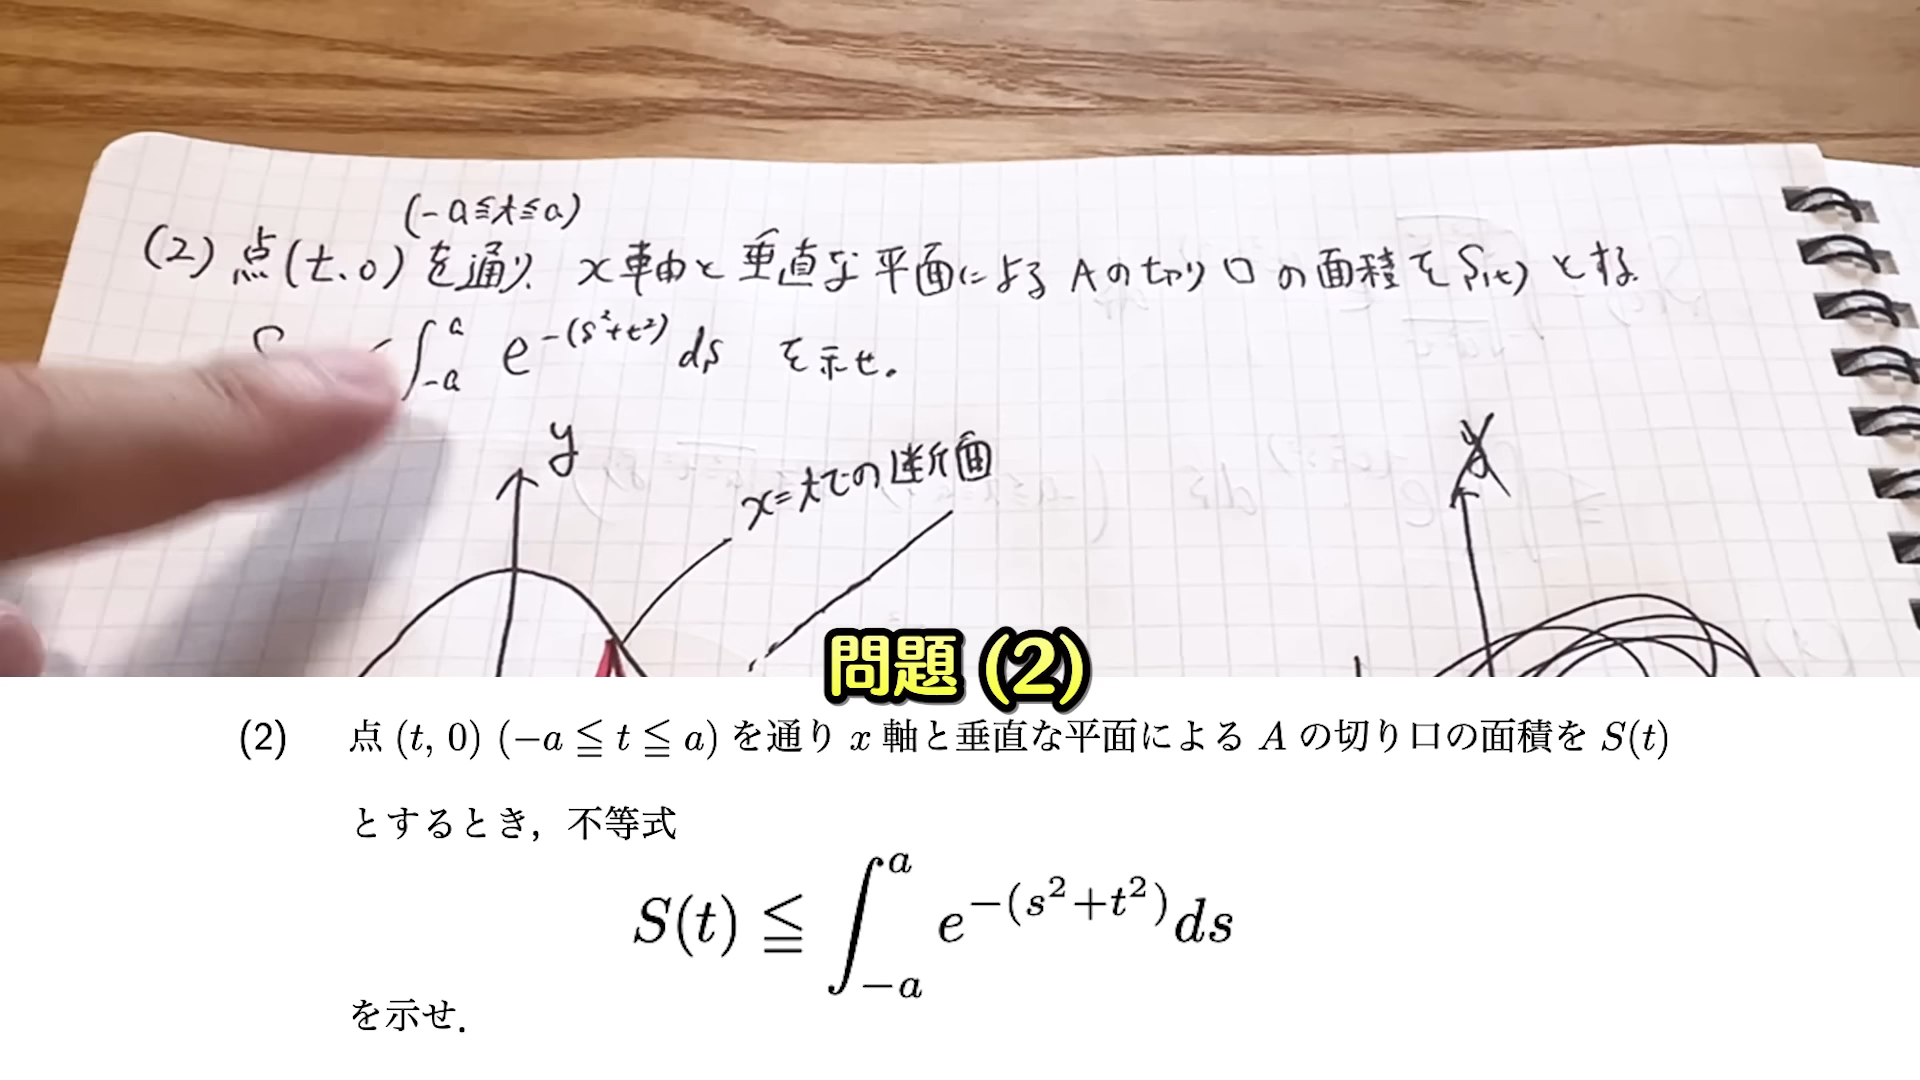 (-a≦t≦a)
(2) 点(t.0)を通り x軸と垂直な平面による Aの切り口の面積をS(t)とする
∫_{-a}^{a} e^{-(s²+t²)} ds を示せ.
y
x=tでの断面
y
問題 (2)
(2) 点 (t, 0) (−a ≦ t ≦ a) を通り x 軸と垂直な平面による A の切り口の面積を S(t)
とするとき, 不等式
S(t) ≦ ∫_{-a}^{a} e^{-(s²+t²)} ds
を示せ.